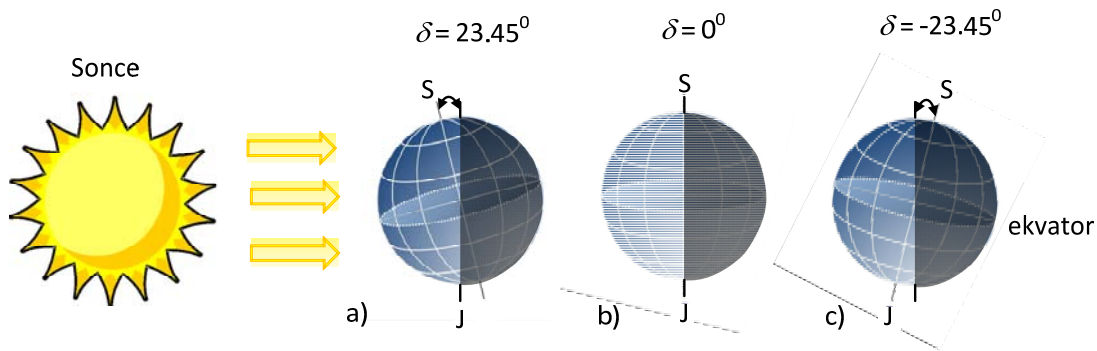 δ = 23.45⁰
δ = 0⁰
δ = -23.45⁰
Sonce
S
S
S
ekvator
a)
J
b)
J
c)
J